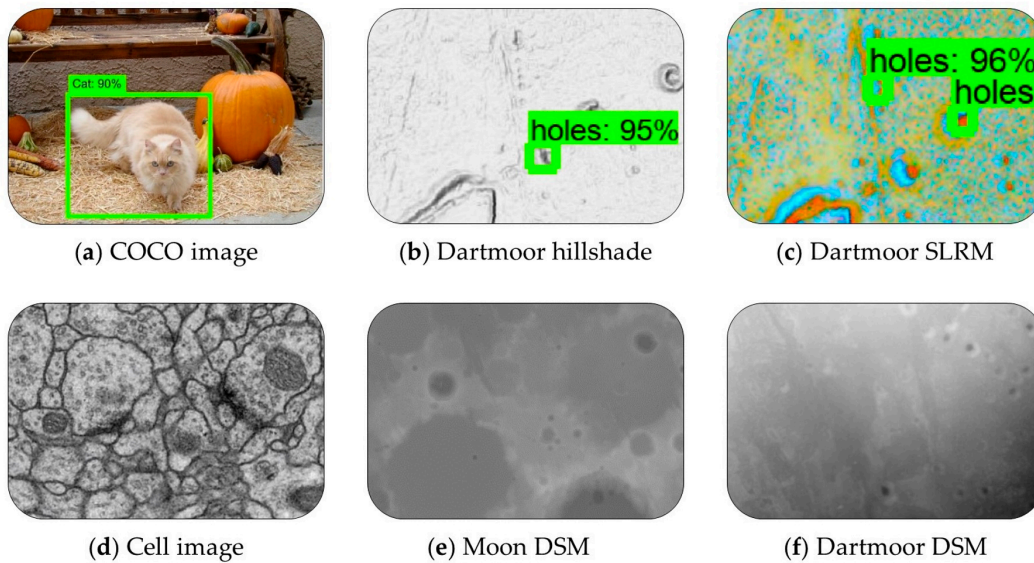 Cat: 90%
holes: 95%
holes: 96%
holes
(a) COCO image
(b) Dartmoor hillshade
(c) Dartmoor SLRM
(d) Cell image
(e) Moon DSM
(f) Dartmoor DSM